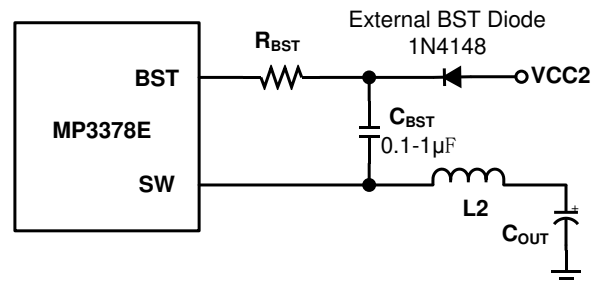 External BST Diode
1N4148
RBST
BST
VCC2
MP3378E
CBST
0.1-1µF
SW
L2
COUT
+